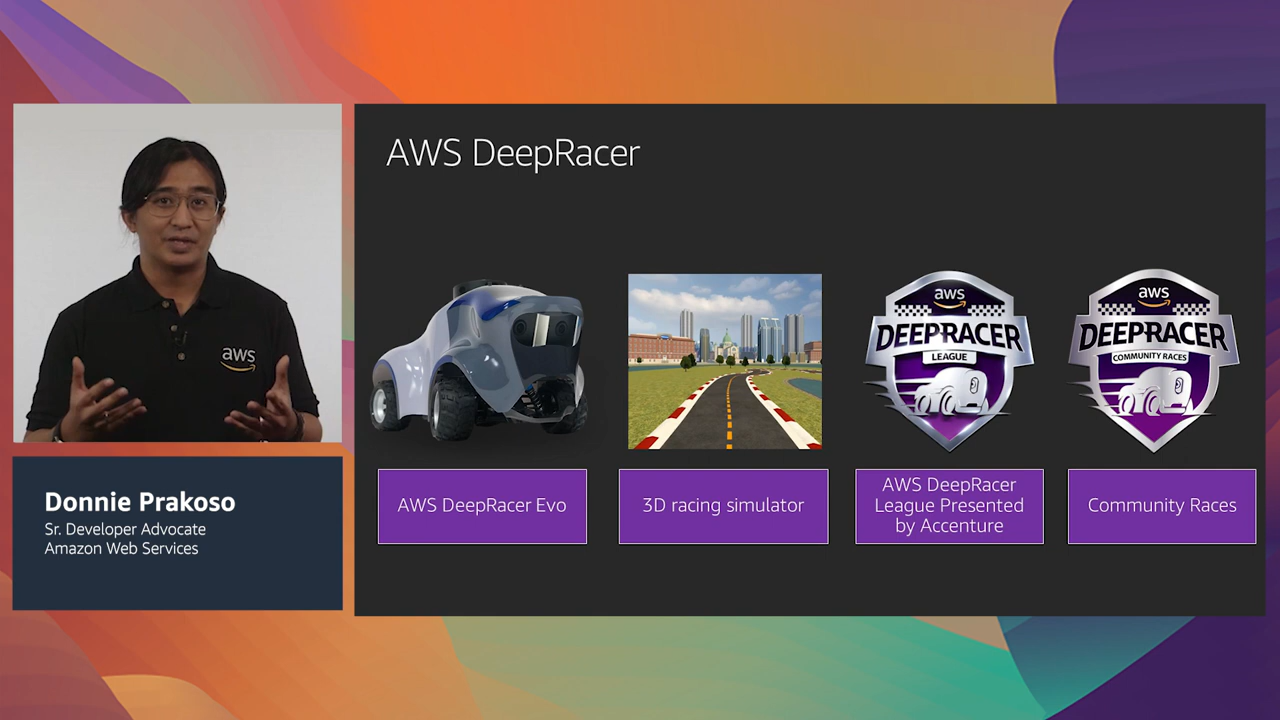 AWS DeepRacer
aws
aws
DEEPRACER
LEAGUE
aws
DEEPRACER
COMMUNITY RACES
AWS DeepRacer Evo
3D racing simulator
AWS DeepRacer
League Presented
by Accenture
Community Races
Donnie Prakoso
Sr. Developer Advocate
Amazon Web Services